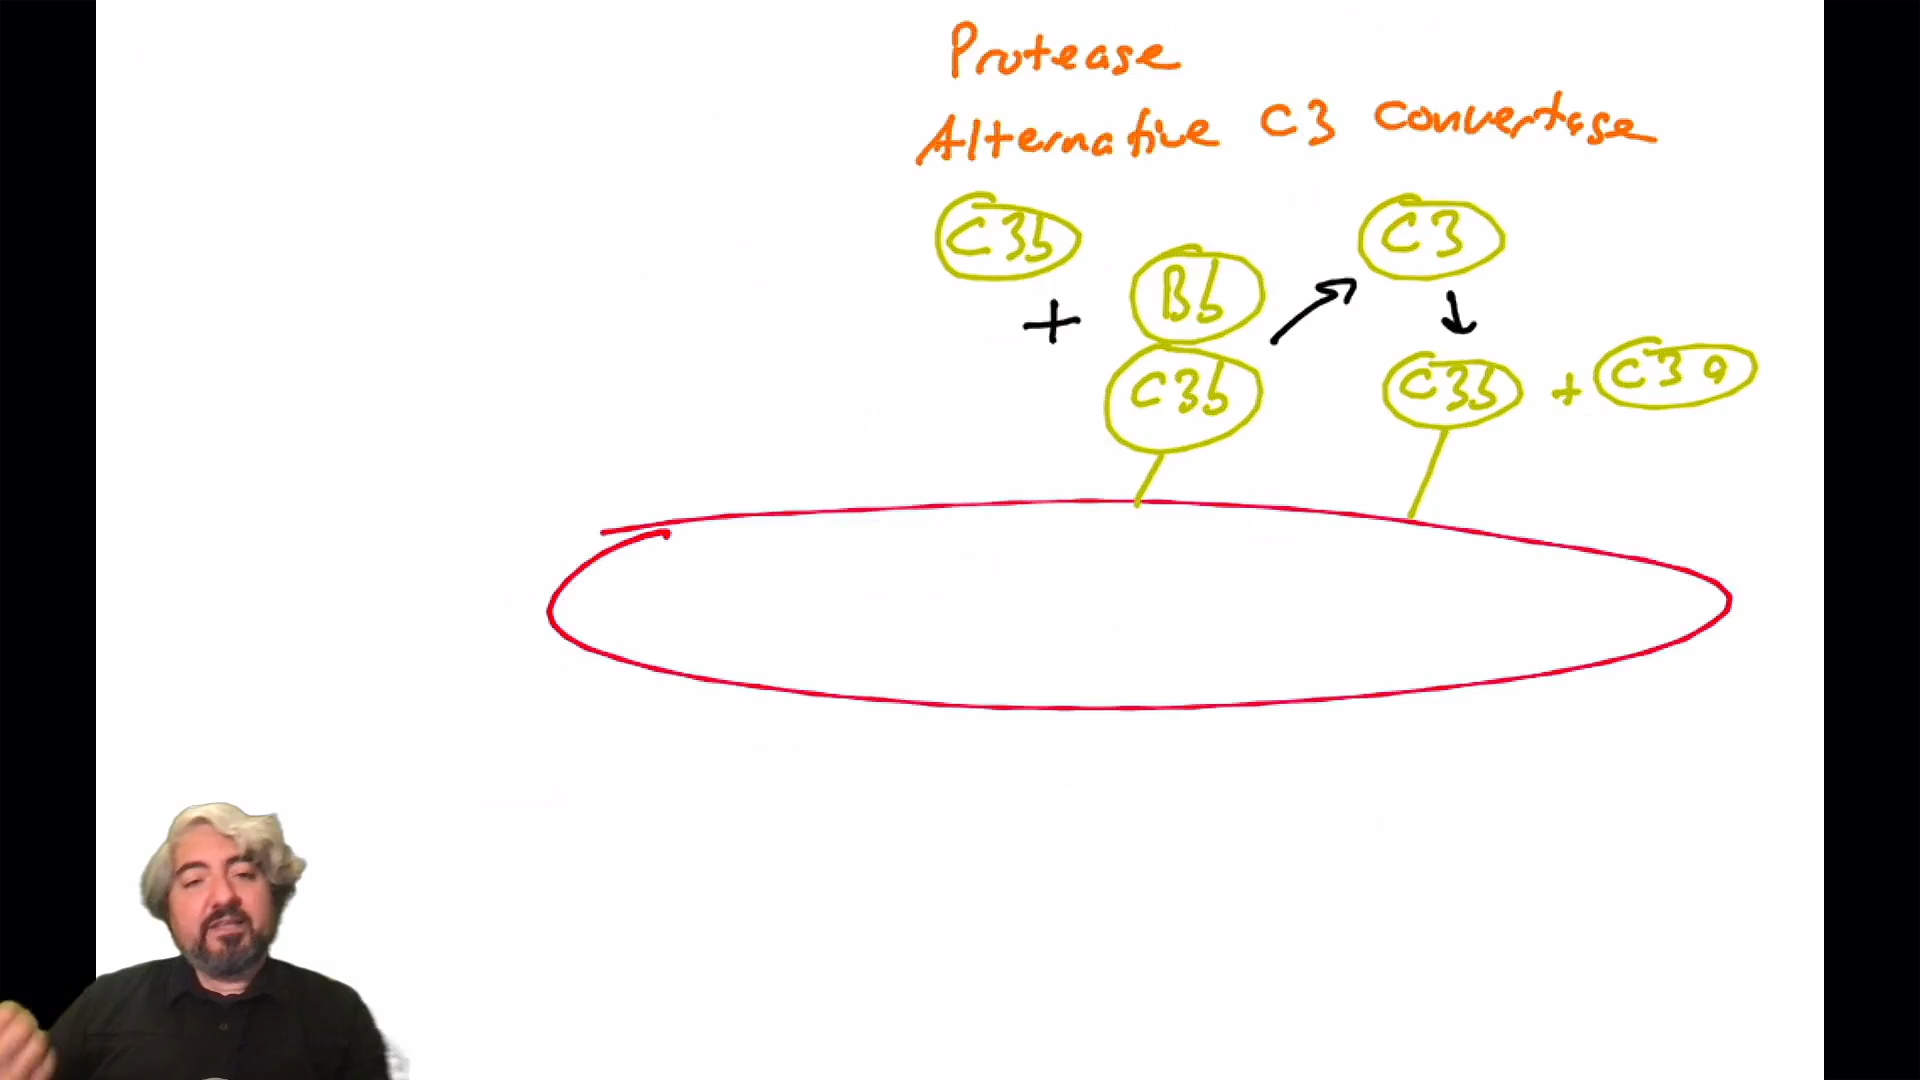 Protease
Alternative C3 Convertase
C3b
C3
+
Bb
C3b
C3b + C3a